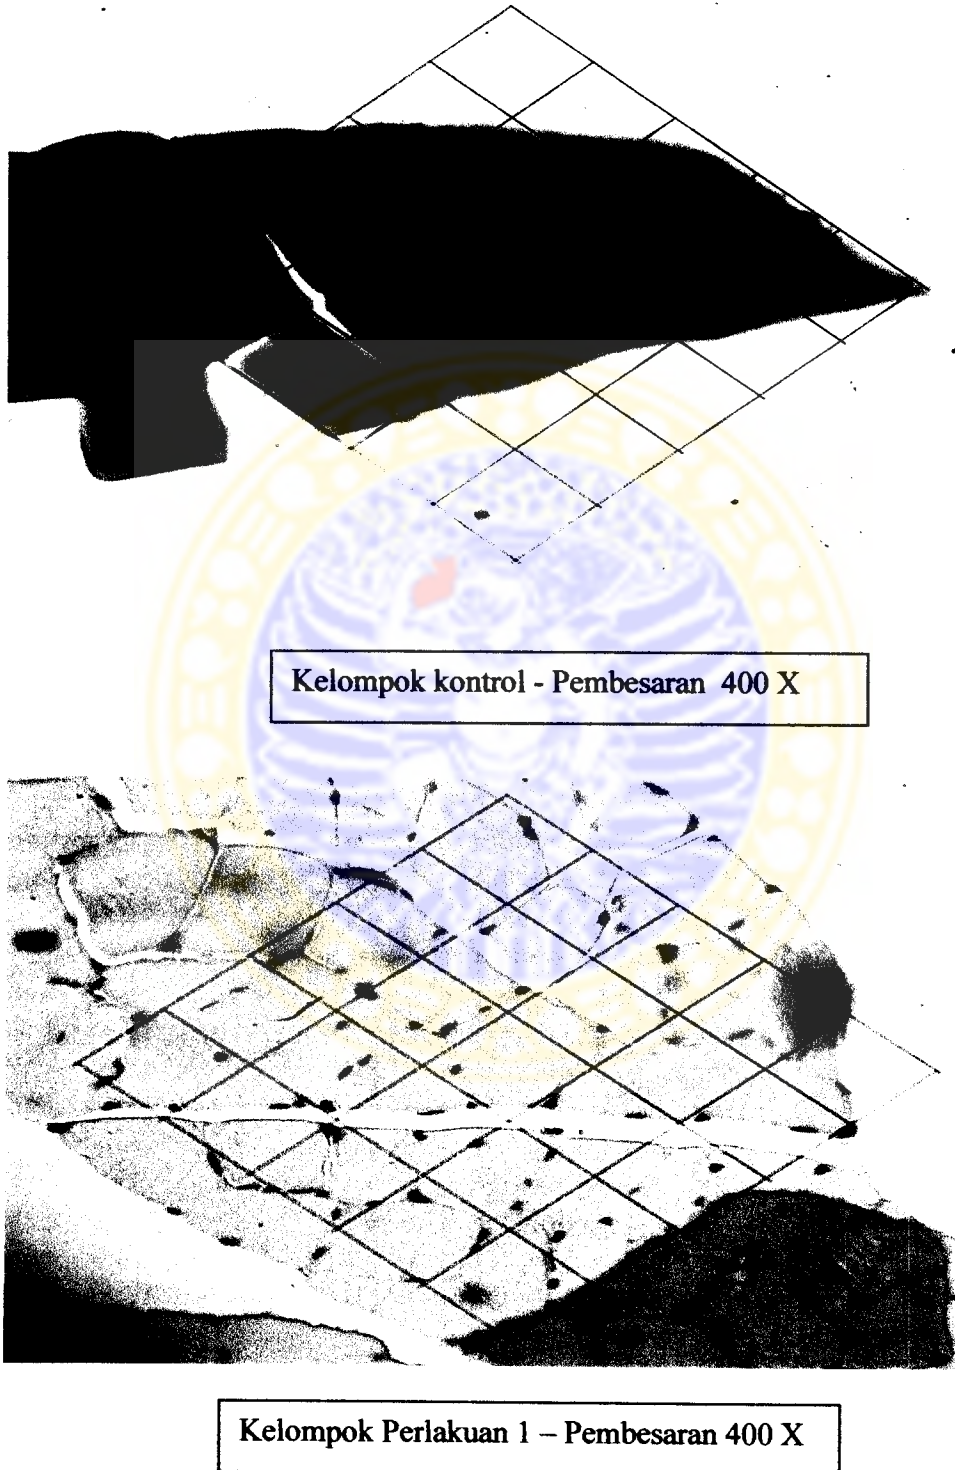 Kelompok kontrol - Pembesaran 400 X
Kelompok Perlakuan 1 – Pembesaran 400 X